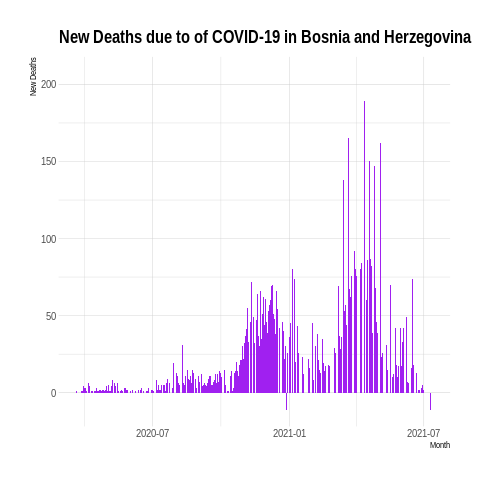 New Deaths due to of COVID-19 in Bosnia and Herzegovina
New Deaths
200
150
100
50
0
2020-07
2021-01
2021-07
Month